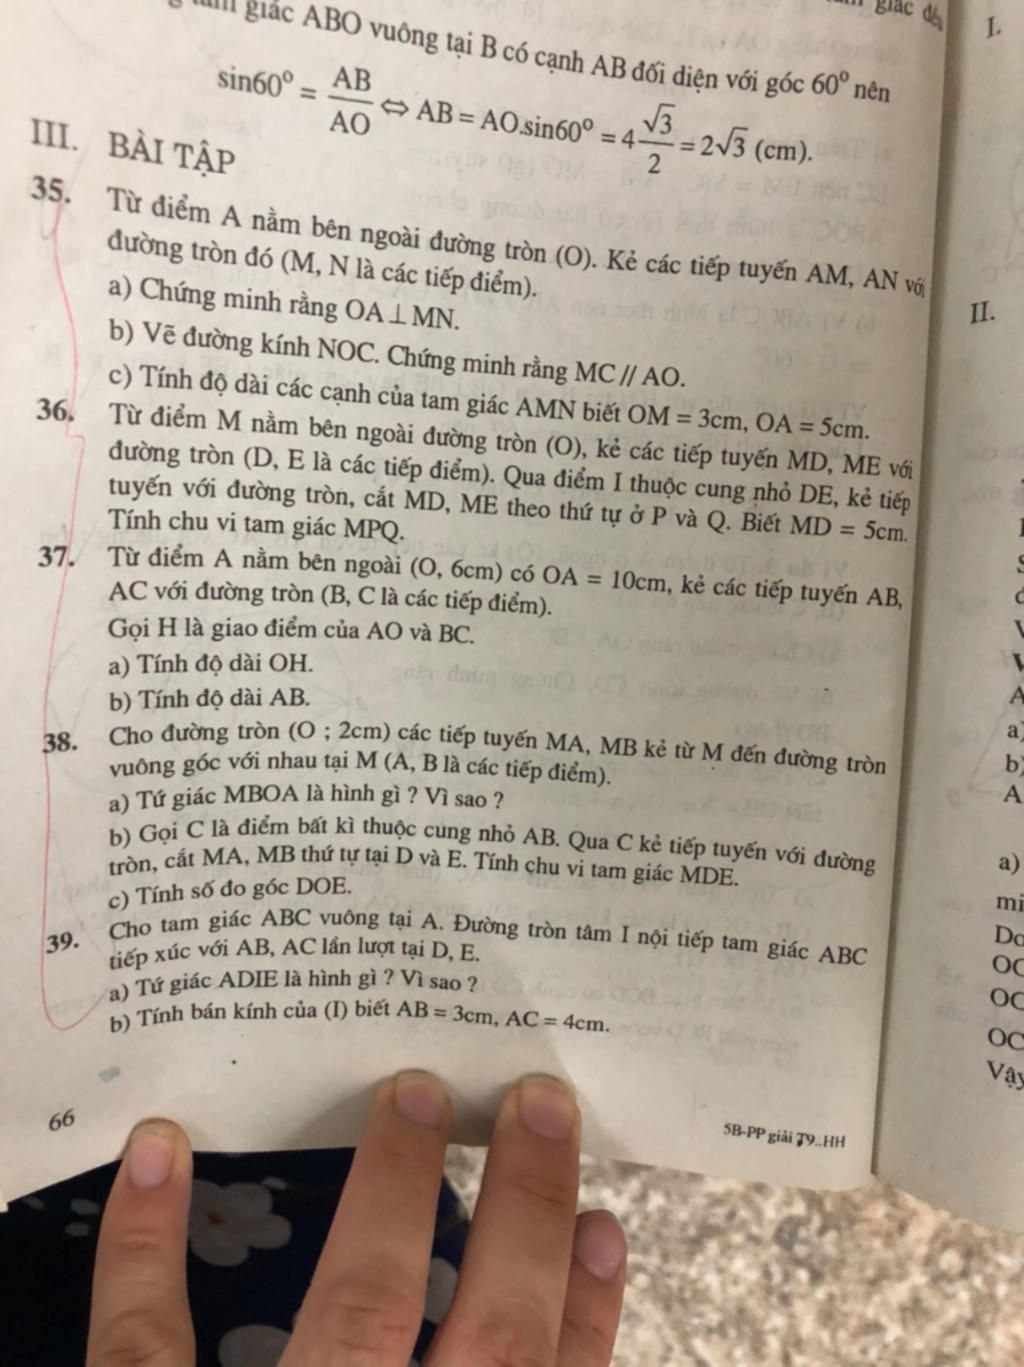 giác ABO vuông tại B có cạnh AB đối diện với góc 60° nên
sin60° = AB/AO ⇔ AB = AO.sin60° = 4 √3/2 = 2√3 (cm).
III. BÀI TẬP
35. Từ điểm A nằm bên ngoài đường tròn (O). Kẻ các tiếp tuyến AM, AN với
đường tròn đó (M, N là các tiếp điểm).
a) Chứng minh rằng OA ⊥ MN.
b) Vẽ đường kính NOC. Chứng minh rằng MC // AO.
c) Tính độ dài các cạnh của tam giác AMN biết OM = 3cm, OA = 5cm.
36. Từ điểm M nằm bên ngoài đường tròn (O), kẻ các tiếp tuyến MD, ME với
đường tròn (D, E là các tiếp điểm). Qua điểm I thuộc cung nhỏ DE, kẻ tiếp
tuyến với đường tròn, cắt MD, ME theo thứ tự ở P và Q. Biết MD = 5cm.
Tính chu vi tam giác MPQ.
37. Từ điểm A nằm bên ngoài (O, 6cm) có OA = 10cm, kẻ các tiếp tuyến AB,
AC với đường tròn (B, C là các tiếp điểm).
Gọi H là giao điểm của AO và BC.
a) Tính độ dài OH.
b) Tính độ dài AB.
38. Cho đường tròn (O ; 2cm) các tiếp tuyến MA, MB kẻ từ M đến đường tròn
vuông góc với nhau tại M (A, B là các tiếp điểm).
a) Tứ giác MBOA là hình gì ? Vì sao ?
b) Gọi C là điểm bất kì thuộc cung nhỏ AB. Qua C kẻ tiếp tuyến với đường
tròn, cắt MA, MB thứ tự tại D và E. Tính chu vi tam giác MDE.
c) Tính số đo góc DOE.
39. Cho tam giác ABC vuông tại A. Đường tròn tâm I nội tiếp tam giác ABC
tiếp xúc với AB, AC lần lượt tại D, E.
a) Tứ giác ADIE là hình gì ? Vì sao ?
b) Tính bán kính của (I) biết AB = 3cm, AC = 4cm.
66
5B-PP giải T9..HH
giác đều
I.
II.
A
a)
b)
A
a)
mi
OC
OC
OC
Vậy